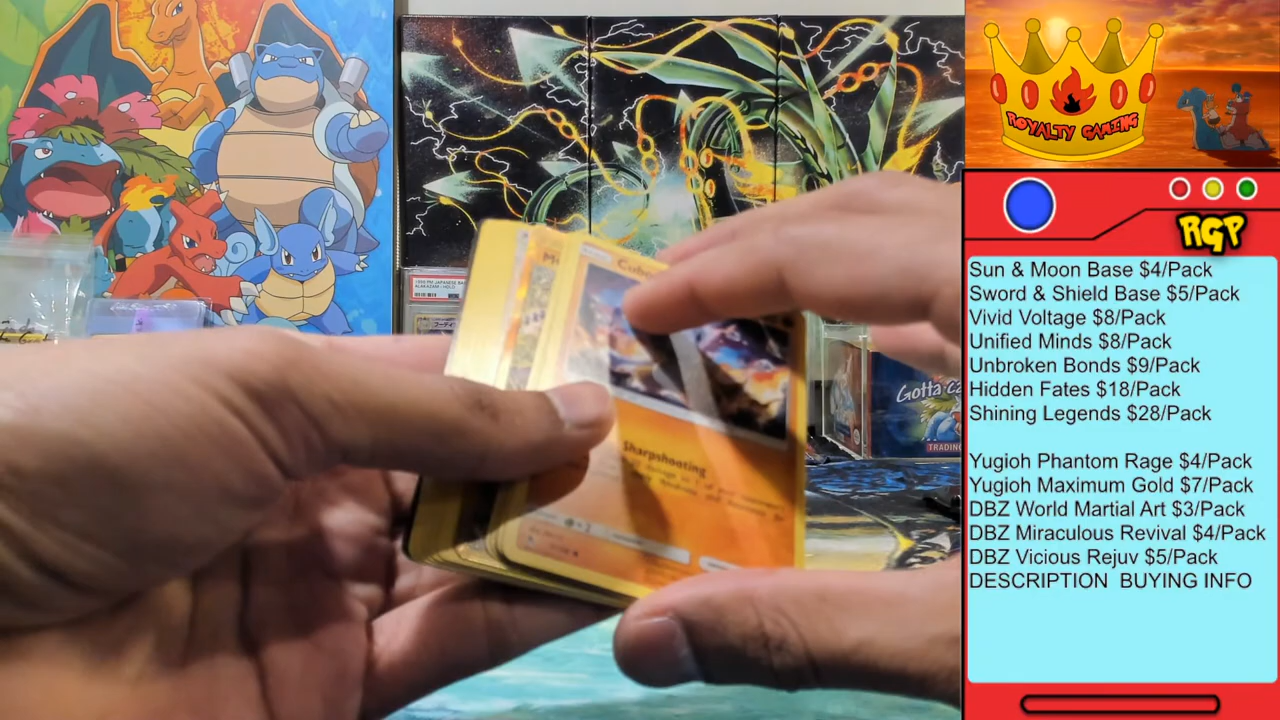 ROYALTY GAMING
RGP
Sun & Moon Base $4/Pack
Sword & Shield Base $5/Pack
Vivid Voltage $8/Pack
Unified Minds $8/Pack
Unbroken Bonds $9/Pack
Hidden Fates $18/Pack
Shining Legends $28/Pack
Yugioh Phantom Rage $4/Pack
Yugioh Maximum Gold $7/Pack
DBZ World Martial Art $3/Pack
DBZ Miraculous Revival $4/Pack
DBZ Vicious Rejuv $5/Pack
DESCRIPTION BUYING INFO
Sharpshooting
Gotta